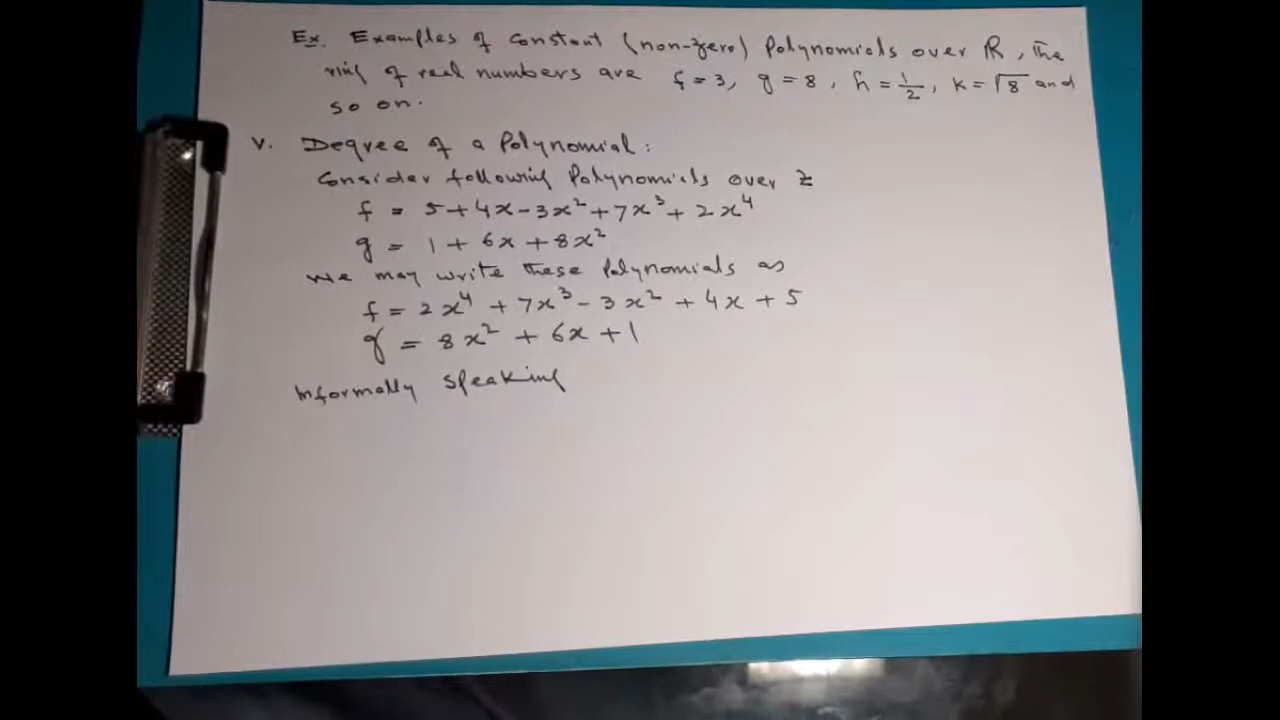 Ex. Examples of Constant (non-zero) Polynomials over ℝ, the
ring of real numbers are f = 3, g = 8, h = 1/2, k = √8 and
so on.
V. Degree of a Polynomial:
Consider following Polynomials over Z
f = 5 + 4x - 3x² + 7x³ + 2x⁴
g = 1 + 6x + 8x²
We may write these Polynomials as
f = 2x⁴ + 7x³ - 3x² + 4x + 5
g = 8x² + 6x + 1
Informally speaking